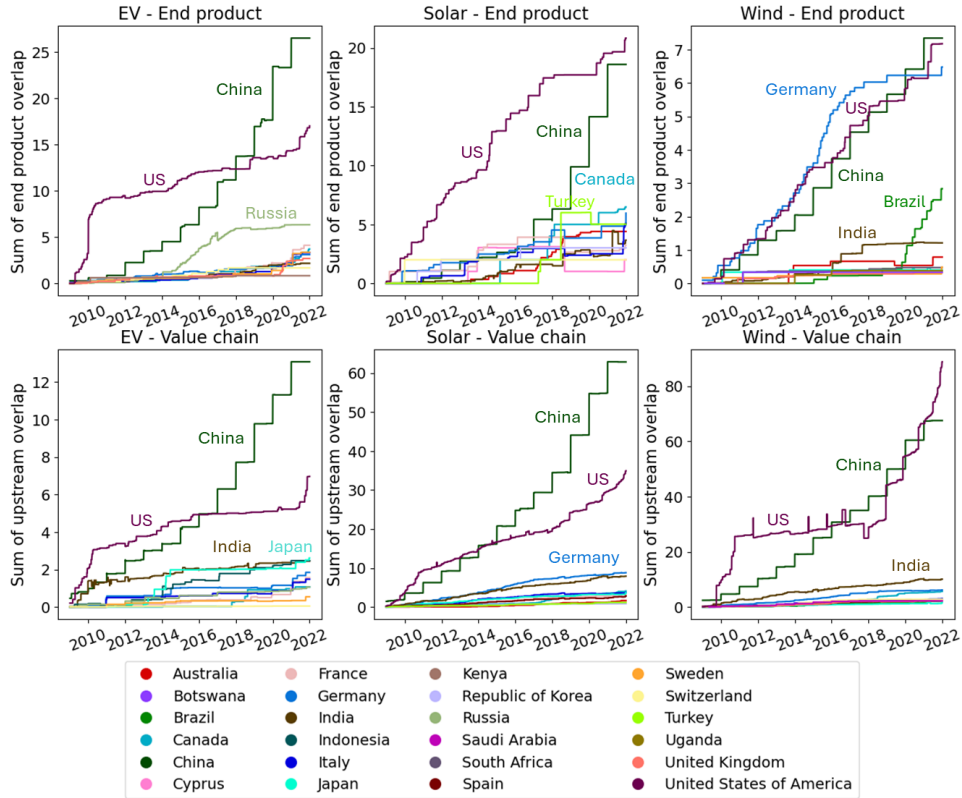 EV - End product
Solar - End product
Wind - End product
Sum of end product overlap
25
20
15
10
5
0
China
US
Russia
2010 2012 2014 2016 2018 2020 2022
Sum of end product overlap
20
15
10
5
0
US
China
Canada
Turkey
2010 2012 2014 2016 2018 2020 2022
Sum of end product overlap
7
6
5
4
3
2
1
0
Germany
US
China
Brazil
India
2010 2012 2014 2016 2018 2020 2022
EV - Value chain
Solar - Value chain
Wind - Value chain
Sum of upstream overlap
12
10
8
6
4
2
0
China
US
India
Japan
2010 2012 2014 2016 2018 2020 2022
Sum of upstream overlap
60
50
40
30
20
10
0
China
US
Germany
2010 2012 2014 2016 2018 2020 2022
Sum of upstream overlap
80
60
40
20
0
China
US
India
2010 2012 2014 2016 2018 2020 2022
Australia
Botswana
Brazil
Canada
China
Cyprus
France
Germany
India
Indonesia
Italy
Japan
Kenya
Republic of Korea
Russia
Saudi Arabia
South Africa
Spain
Sweden
Switzerland
Turkey
Uganda
United Kingdom
United States of America